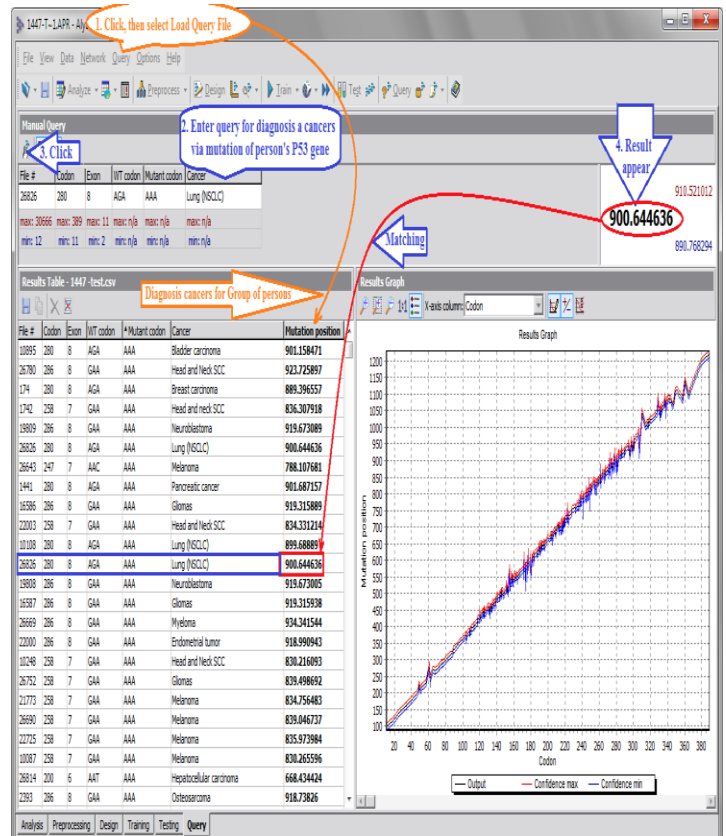 1447-T~1.APR - Aly
1. Click, then select Load Query File
File View Data Network Query Options Help
Analyze Preprocess Design Train Test Query
Manual Query
2. Enter query for diagnosis a cancers via mutation of person's P53 gene
3. Click
4. Result appear
File # Codon Exon WT codon Mutant codon Cancer
26826 280 8 AGA AAA Lung (NSCLC)
max: 30666 max: 389 max: 11 max: n/a max: n/a max: n/a
min: 12 min: 11 min: 2 min: n/a min: n/a min: n/a
910.521012
900.644636
890.768294
Matching
Results Table - 1447 -test.csv
Diagnosis cancers for Group of persons
File # Codon Exon WT codon Mutant codon Cancer Mutation position
10895 280 8 AGA AAA Bladder carcinoma 901.158471
26780 286 8 GAA AAA Head and Neck SCC 923.725897
174 280 8 AGA AAA Breast carcinoma 889.396557
1742 258 7 GAA AAA Head and neck SCC 836.307918
19809 286 8 GAA AAA Neuroblastoma 919.673089
26826 280 8 AGA AAA Lung (NSCLC) 900.644636
26643 247 7 AAC AAA Melanoma 788.107681
1441 280 8 AGA AAA Pancreatic cancer 901.687157
16586 286 8 GAA AAA Gliomas 919.315889
22003 258 7 GAA AAA Head and Neck SCC 834.331214
10108 280 8 AGA AAA Lung (NSCLC) 899.68889
26826 280 8 AGA AAA Lung (NSCLC) 900.644636
19808 286 8 GAA AAA Neuroblastoma 919.673005
16587 286 8 GAA AAA Gliomas 919.315938
26669 286 8 GAA AAA Myeloma 934.341544
22000 286 8 GAA AAA Endometrial tumor 918.990943
10248 258 7 GAA AAA Head and Neck SCC 830.216093
26752 258 7 GAA AAA Gliomas 839.498692
21773 258 7 GAA AAA Melanoma 834.756483
26690 258 7 GAA AAA Melanoma 839.046737
22725 258 7 GAA AAA Melanoma 835.973984
10087 258 7 GAA AAA Melanoma 830.265596
26814 200 6 AAT AAA Hepatocellular carcinoma 668.434424
2393 286 8 GAA AAA Osteosarcoma 918.73826
Results Graph
X-axis column: Codon
Results Graph
1200
1150
1100
1050
1000
950
900
850
800
750
700
650
600
550
500
450
400
350
300
250
200
150
100
Mutation position
20 40 60 80 100 120 140 160 180 200 220 240 260 280 300 320 340 360 380
Codon
Output Confidence max Confidence min
Analysis Preprocessing Design Training Testing Query